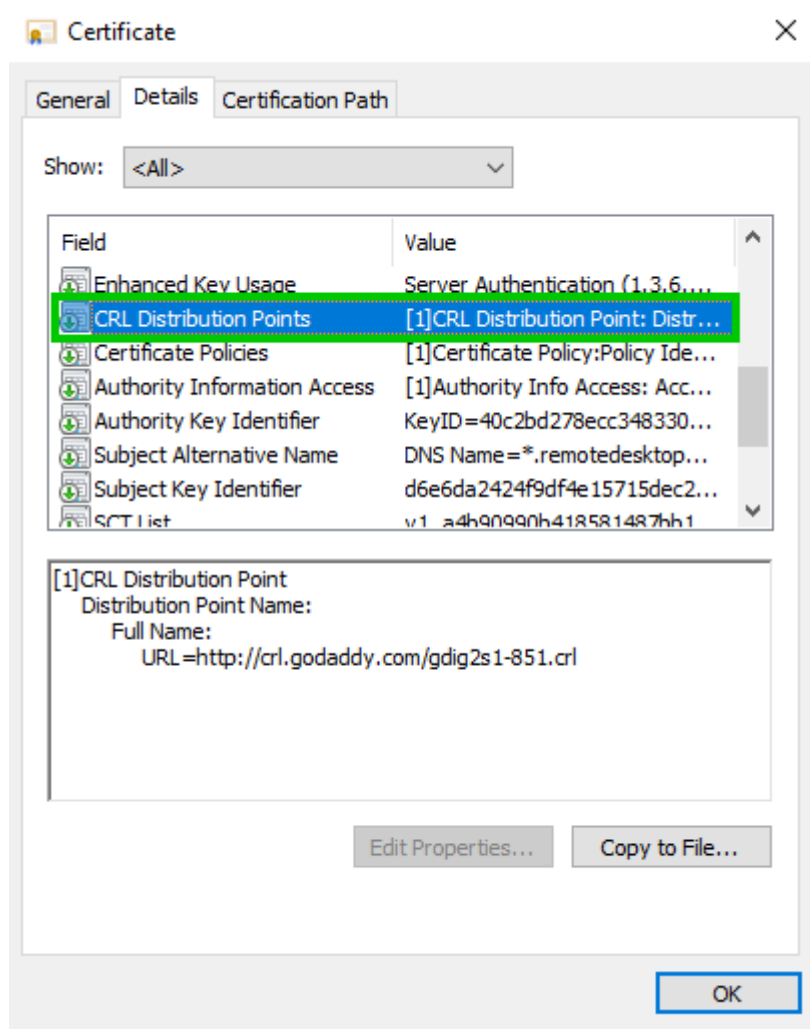 Certificate
General Details Certification Path
Show: <All>
Field Value
Enhanced Key Usage Server Authentication (1.3.6....
CRL Distribution Points [1]CRL Distribution Point: Distr...
Certificate Policies [1]Certificate Policy:Policy Ide...
Authority Information Access [1]Authority Info Access: Acc...
Authority Key Identifier KeyID=40c2bd278ecc348330...
Subject Alternative Name DNS Name=*.remotedesktop...
Subject Key Identifier d6e6da2424f9df4e15715dec2...
SCT List v1, a4b90990b418581487bb1
[1]CRL Distribution Point
Distribution Point Name:
Full Name:
URL=http://crl.godaddy.com/gdig2s1-851.crl
Edit Properties... Copy to File...
OK